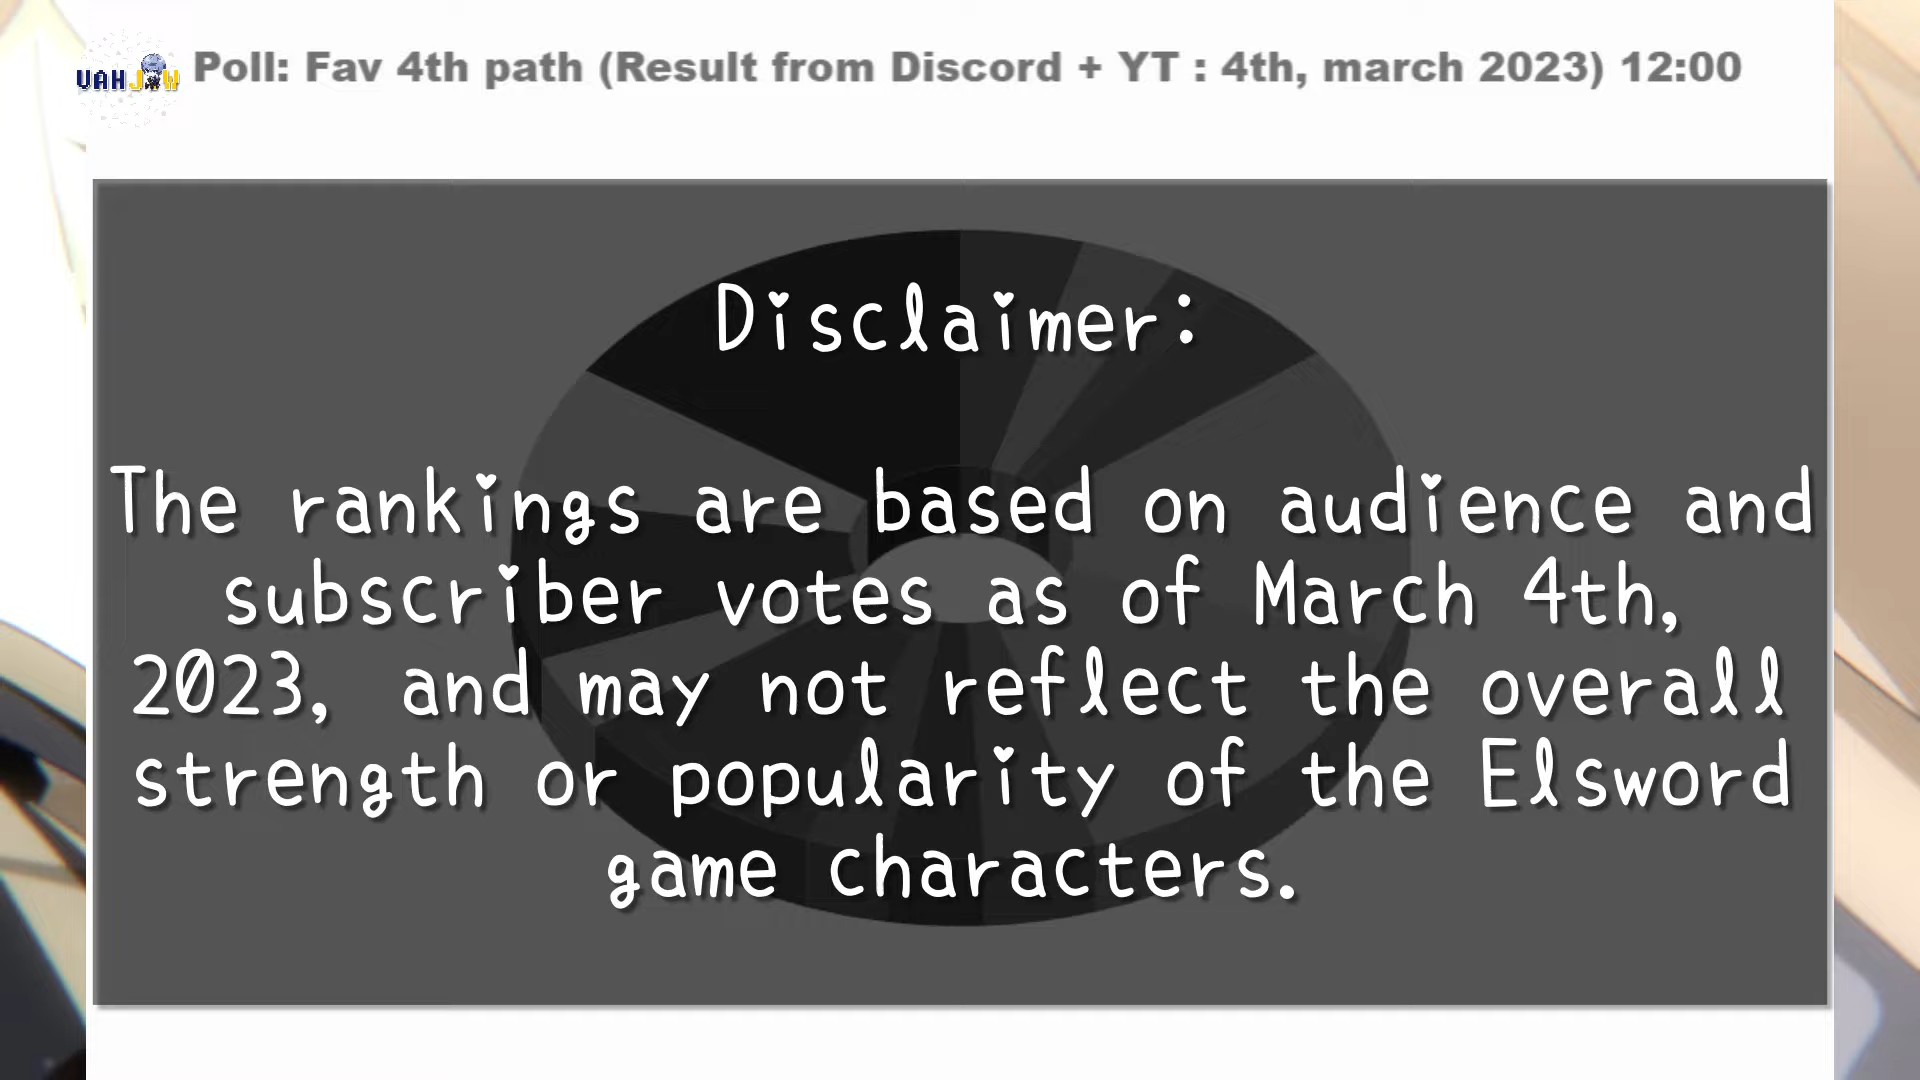 VAHJOW
Poll: Fav 4th path (Result from Discord + YT : 4th, march 2023) 12:00
Disclaimer:
The rankings are based on audience and
subscriber votes as of March 4th,
2023, and may not reflect the overall
strength or popularity of the Elsword
game characters.